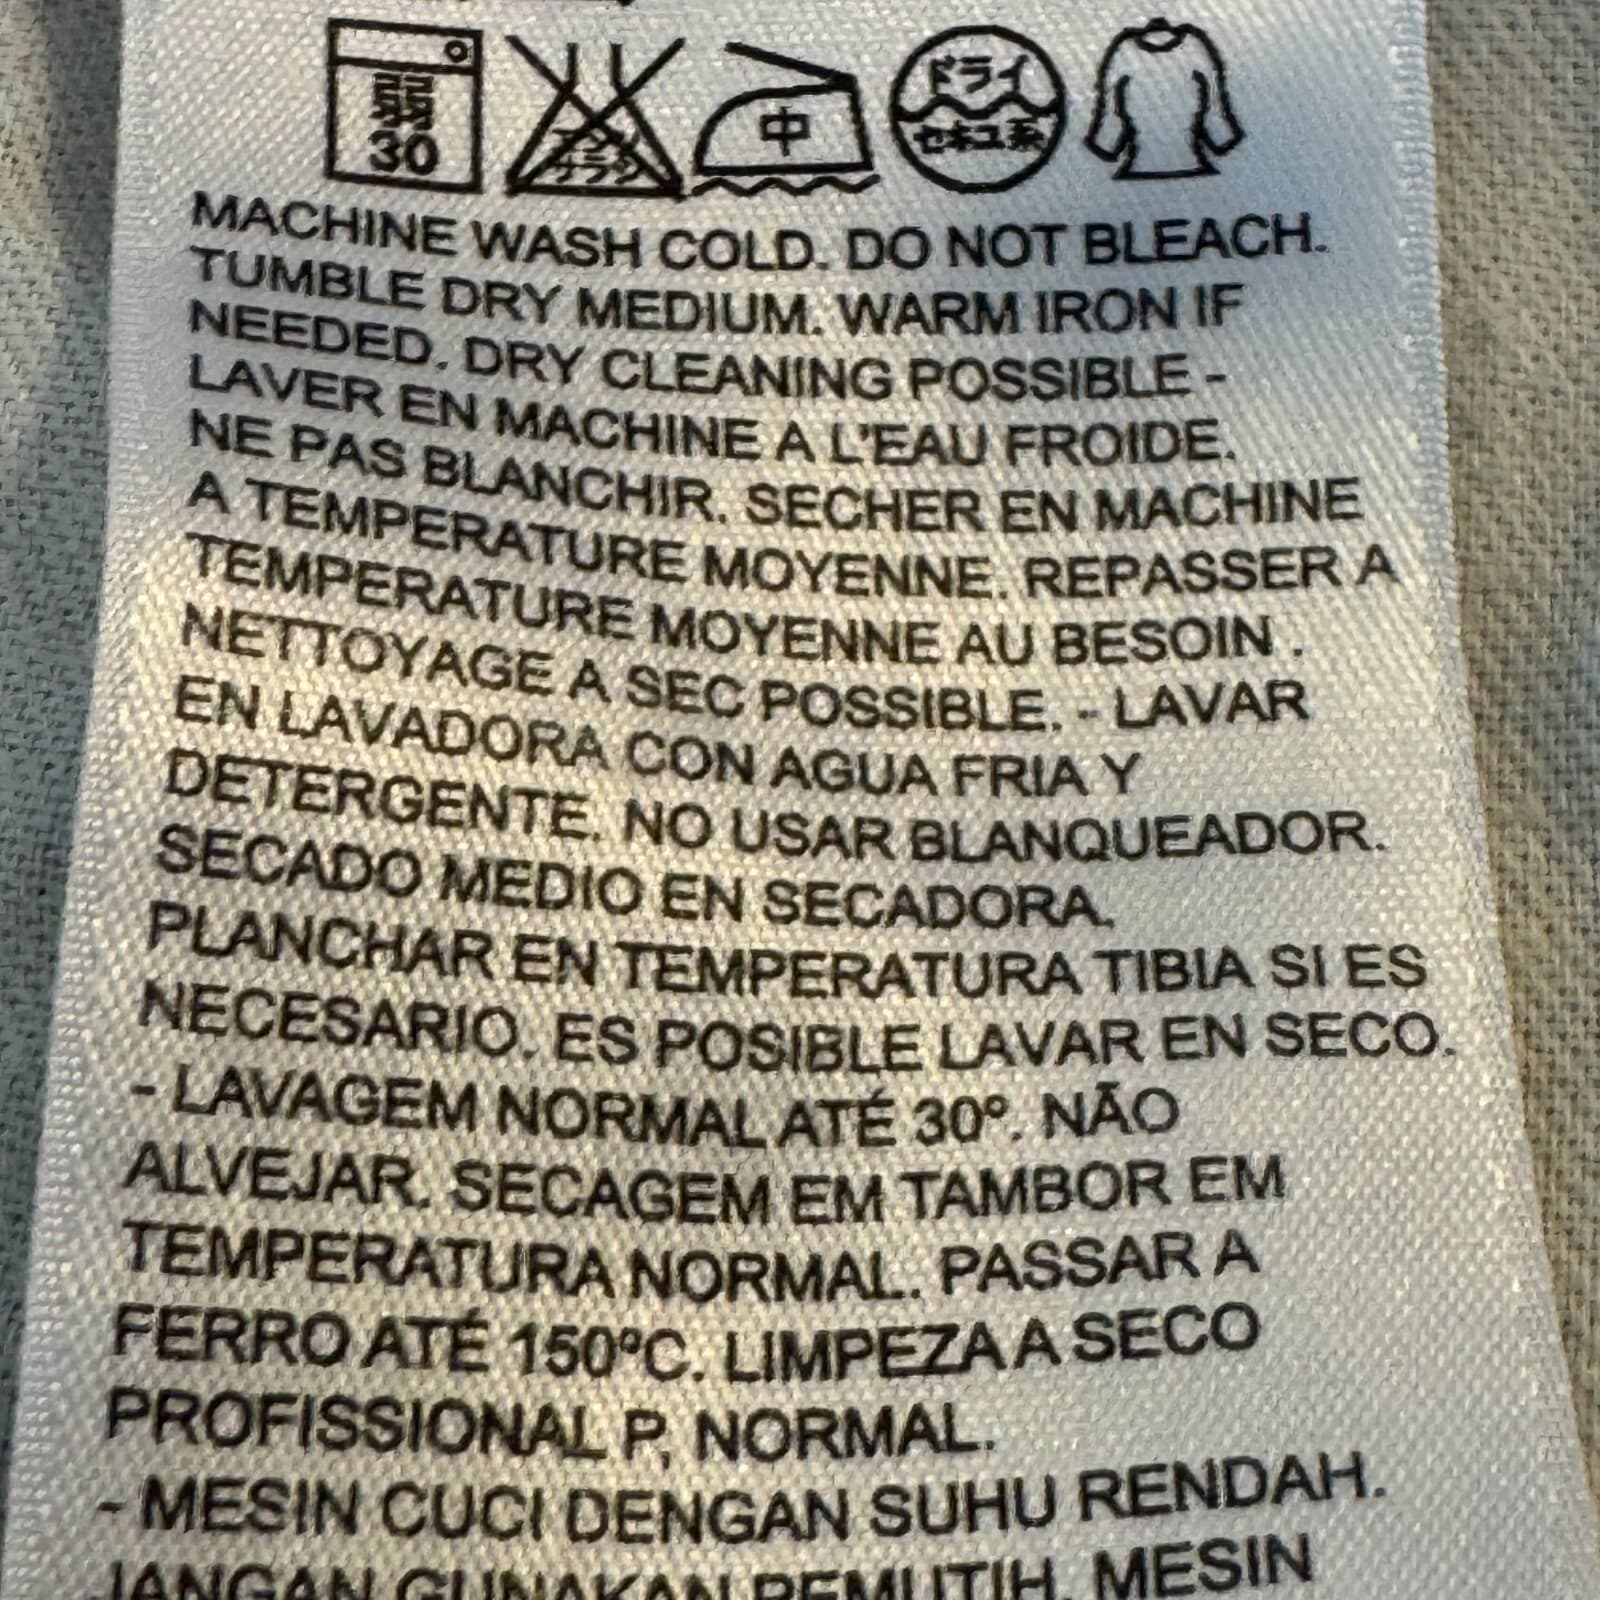 30
中
ドライ
セキユ系
MACHINE WASH COLD. DO NOT BLEACH.
TUMBLE DRY MEDIUM. WARM IRON IF
NEEDED. DRY CLEANING POSSIBLE -
LAVER EN MACHINE A L'EAU FROIDE.
NE PAS BLANCHIR. SECHER EN MACHINE
A TEMPERATURE MOYENNE. REPASSER A
TEMPERATURE MOYENNE AU BESOIN .
NETTOYAGE A SEC POSSIBLE. - LAVAR
EN LAVADORA CON AGUA FRIA Y
DETERGENTE. NO USAR BLANQUEADOR.
SECADO MEDIO EN SECADORA.
PLANCHAR EN TEMPERATURA TIBIA SI ES
NECESARIO. ES POSIBLE LAVAR EN SECO.
- LAVAGEM NORMAL ATÉ 30º. NÃO
ALVEJAR. SECAGEM EM TAMBOR EM
TEMPERATURA NORMAL. PASSAR A
FERRO ATÉ 150ºC. LIMPEZA A SECO
PROFISSIONAL P, NORMAL.
- MESIN CUCI DENGAN SUHU RENDAH.
JANGAN GUNAKAN PEMUTIH. MESIN